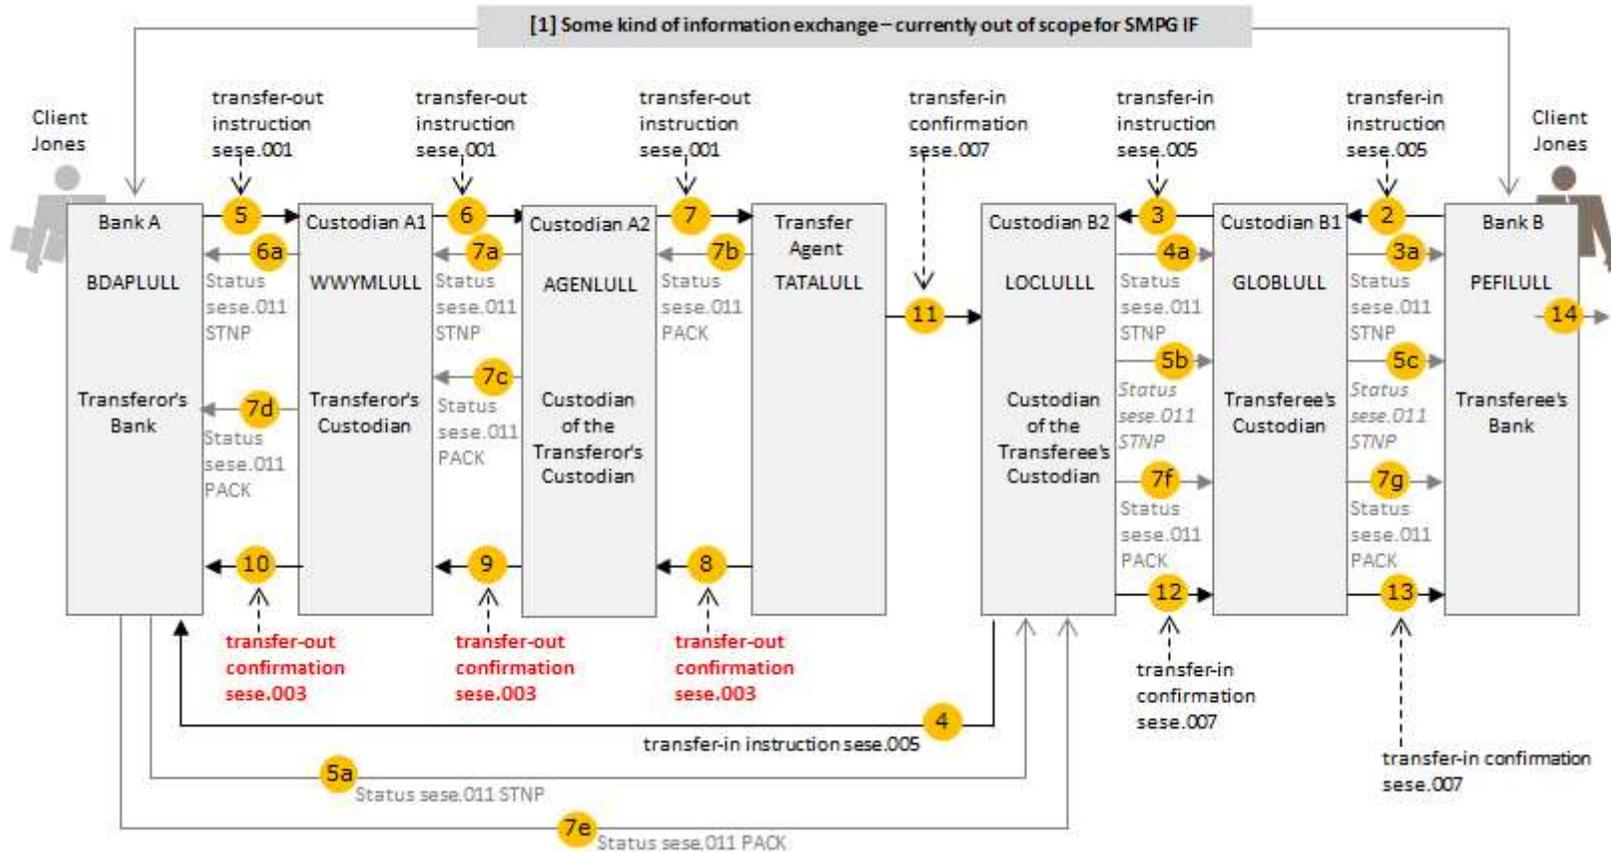 [1] Some kind of information exchange – currently out of scope for SMPG IF
Client
Jones
transfer-out
instruction
sese.001
transfer-out
instruction
sese.001
transfer-out
instruction
sese.001
transfer-in
confirmation
sese.007
transfer-in
instruction
sese.005
transfer-in
instruction
sese.005
Client
Jones
5
6
7
3
2
Bank A
BDAPLULL
Transferor's
Bank
6a
Status
sese.011
STNP
7d
Status
sese.011
PACK
10
transfer-out
confirmation
sese.003
Custodian A1
WWYMLULL
Transferor's
Custodian
7a
Status
sese.011
STNP
7c
Status
sese.011
PACK
9
transfer-out
confirmation
sese.003
Custodian A2
AGENLULL
Custodian
of the
Transferor's
Custodian
7b
Status
sese.011
PACK
8
transfer-out
confirmation
sese.003
Transfer
Agent
TATALULL
11
Custodian B2
LOCLULLL
Custodian
of the
Transferee's
Custodian
4a
Status
sese.011
STNP
5b
Status
sese.011
STNP
7f
Status
sese.011
PACK
12
transfer-in
confirmation
sese.007
Custodian B1
GLOBLULL
Transferee's
Custodian
3a
Status
sese.011
STNP
5c
Status
sese.011
STNP
7g
Status
sese.011
PACK
13
transfer-in confirmation
sese.007
Bank B
PEFILULL
14
Transferee's
Bank
4
transfer-in instruction sese.005
5a
Status sese.011 STNP
7e
Status sese.011 PACK